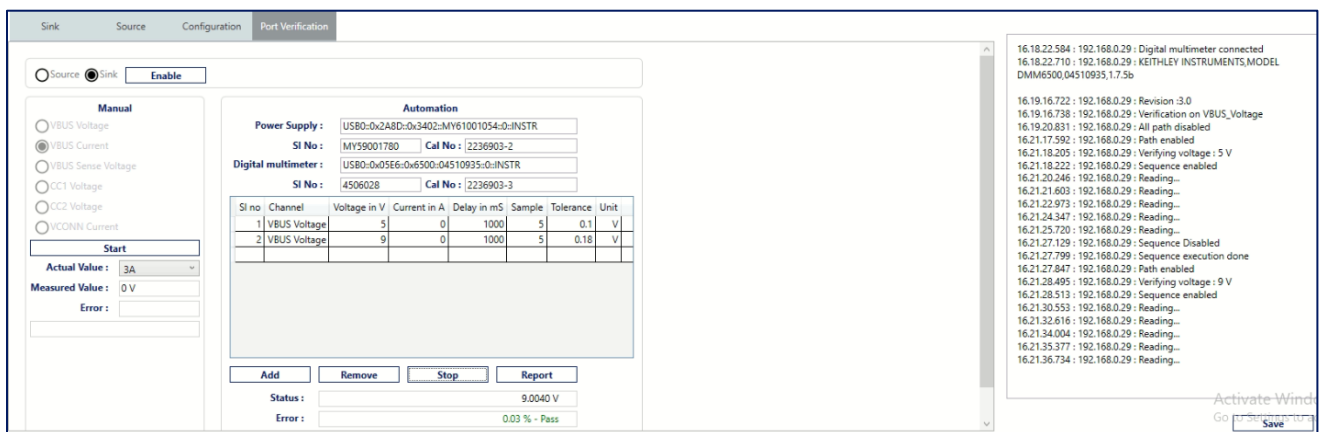 Sink Source Configuration Port Verification
Source Sink Enable
Manual
VBUS Voltage
VBUS Current
VBUS Sense Voltage
CC1 Voltage
CC2 Voltage
VCONN Current
Start
Actual Value : 3A
Measured Value : 0 V
Error :
Automation
Power Supply : USB0::0x2A8D::0x3402::MY61001054::0::INSTR
Sl No : MY59001780 Cal No : 2236903-2
Digital multimeter : USB0::0x05E6::0x6500::04510935::0::INSTR
Sl No : 4506028 Cal No : 2236903-3
Sl no Channel Voltage in V Current in A Delay in mS Sample Tolerance Unit
1 VBUS Voltage 5 0 1000 5 0.1 V
2 VBUS Voltage 9 0 1000 5 0.18 V
Add Remove Stop Report
Status : 9.0040 V
Error : 0.03 % - Pass
16.18.22.584 : 192.168.0.29 : Digital multimeter connected
16.18.22.710 : 192.168.0.29 : KEITHLEY INSTRUMENTS,MODEL
DMM6500,04510935,1.7.5b
16.19.16.722 : 192.168.0.29 : Revision :3.0
16.19.16.738 : 192.168.0.29 : Verification on VBUS_Voltage
16.19.20.831 : 192.168.0.29 : All path disabled
16.21.17.592 : 192.168.0.29 : Path enabled
16.21.18.205 : 192.168.0.29 : Verifying voltage : 5 V
16.21.18.222 : 192.168.0.29 : Sequence enabled
16.21.20.246 : 192.168.0.29 : Reading...
16.21.21.603 : 192.168.0.29 : Reading...
16.21.22.973 : 192.168.0.29 : Reading...
16.21.24.347 : 192.168.0.29 : Reading...
16.21.25.720 : 192.168.0.29 : Reading...
16.21.27.129 : 192.168.0.29 : Sequence Disabled
16.21.27.799 : 192.168.0.29 : Sequence execution done
16.21.27.847 : 192.168.0.29 : Path enabled
16.21.28.495 : 192.168.0.29 : Verifying voltage : 9 V
16.21.28.513 : 192.168.0.29 : Sequence enabled
16.21.30.553 : 192.168.0.29 : Reading...
16.21.32.616 : 192.168.0.29 : Reading...
16.21.34.004 : 192.168.0.29 : Reading...
16.21.35.377 : 192.168.0.29 : Reading...
16.21.36.734 : 192.168.0.29 : Reading...
Activate Windo
Go to Settings to a
Save